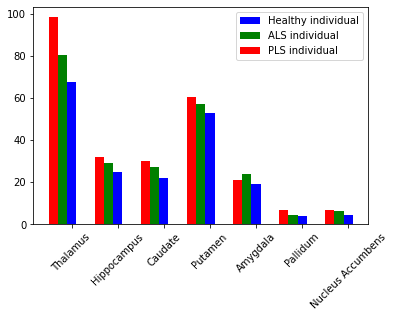 100
80
60
40
20
0
Healthy individual
ALS individual
PLS individual
Thalamus
Hippocampus
Caudate
Putamen
Amygdala
Pallidum
Nucleus Accumbens